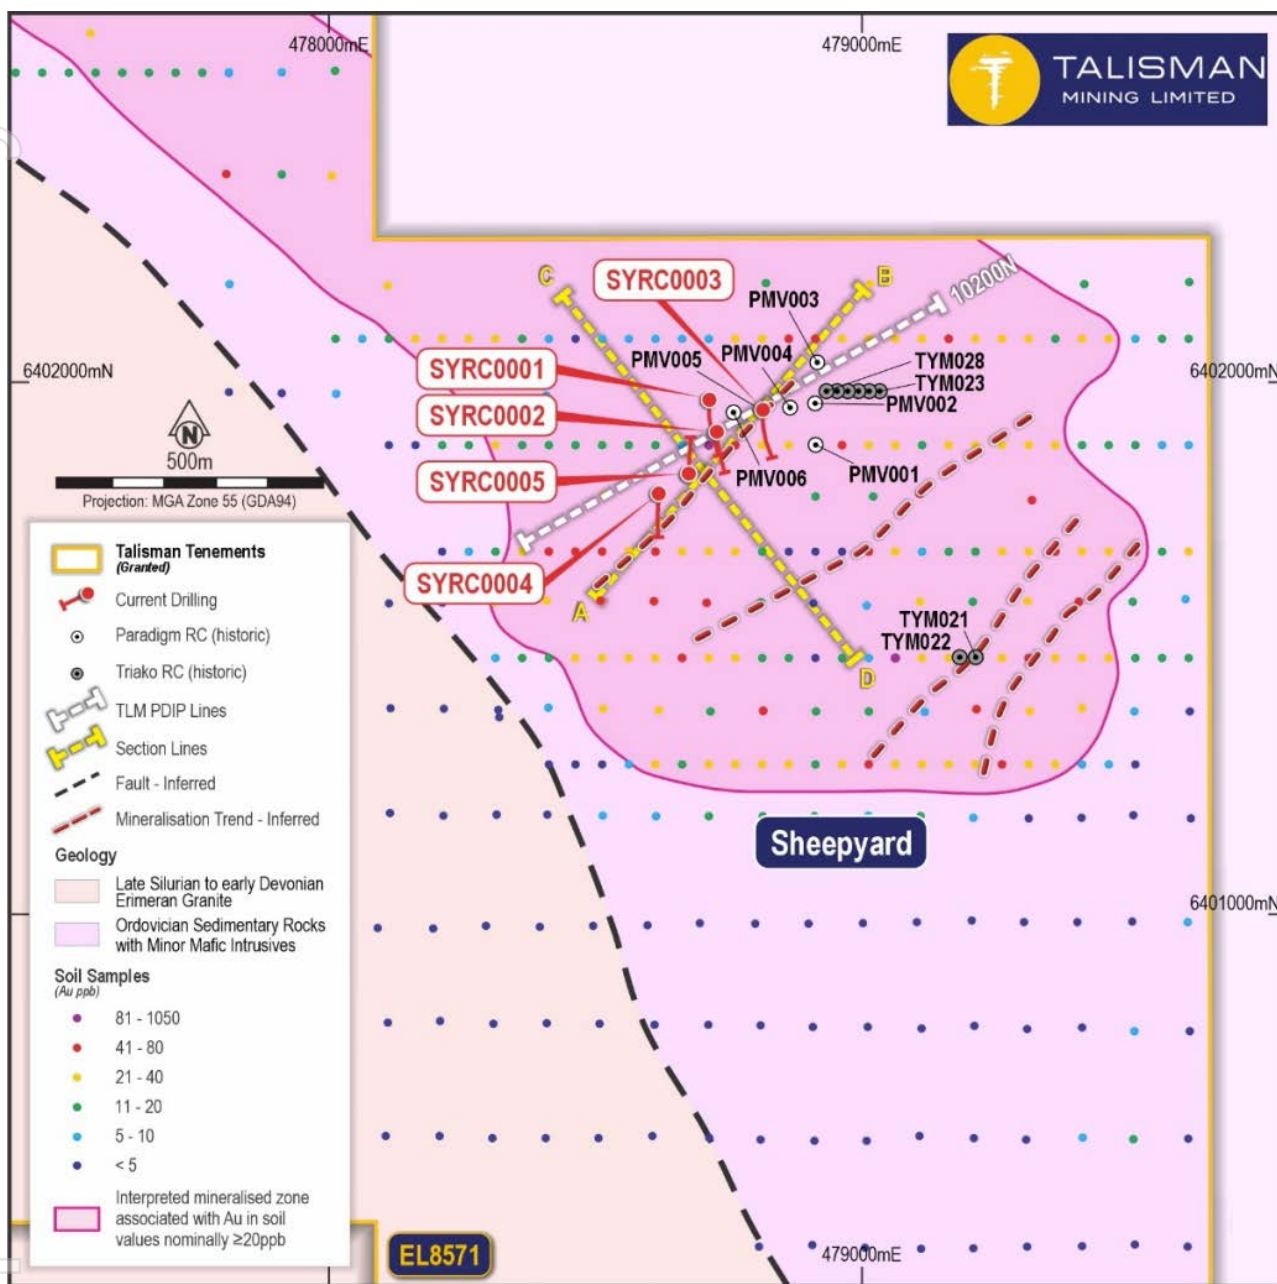 478000mE
479000mE
TALISMAN
MINING LIMITED
C
SYRC0003
B
10200N
PMV003
PMV005
PMV004
TYM028
TYM023
PMV002
6402000mN
6402000mN
SYRC0001
SYRC0002
SYRC0005
PMV006
PMV001
N
500m
Projection: MGA Zone 55 (GDA94)
SYRC0004
A
TYM021
TYM022
D
Talisman Tenements
(Granted)
Current Drilling
Paradigm RC (historic)
Triako RC (historic)
TLM PDIP Lines
Section Lines
Fault - Inferred
Mineralisation Trend - Inferred
Geology
Late Silurian to early Devonian
Erimeran Granite
Ordovician Sedimentary Rocks
with Minor Mafic Intrusives
Soil Samples
(Au ppb)
81 - 1050
41 - 80
21 - 40
11 - 20
5 - 10
< 5
Interpreted mineralised zone
associated with Au in soil
values nominally ≥20ppb
Sheepyard
6401000mN
EL8571
479000mE